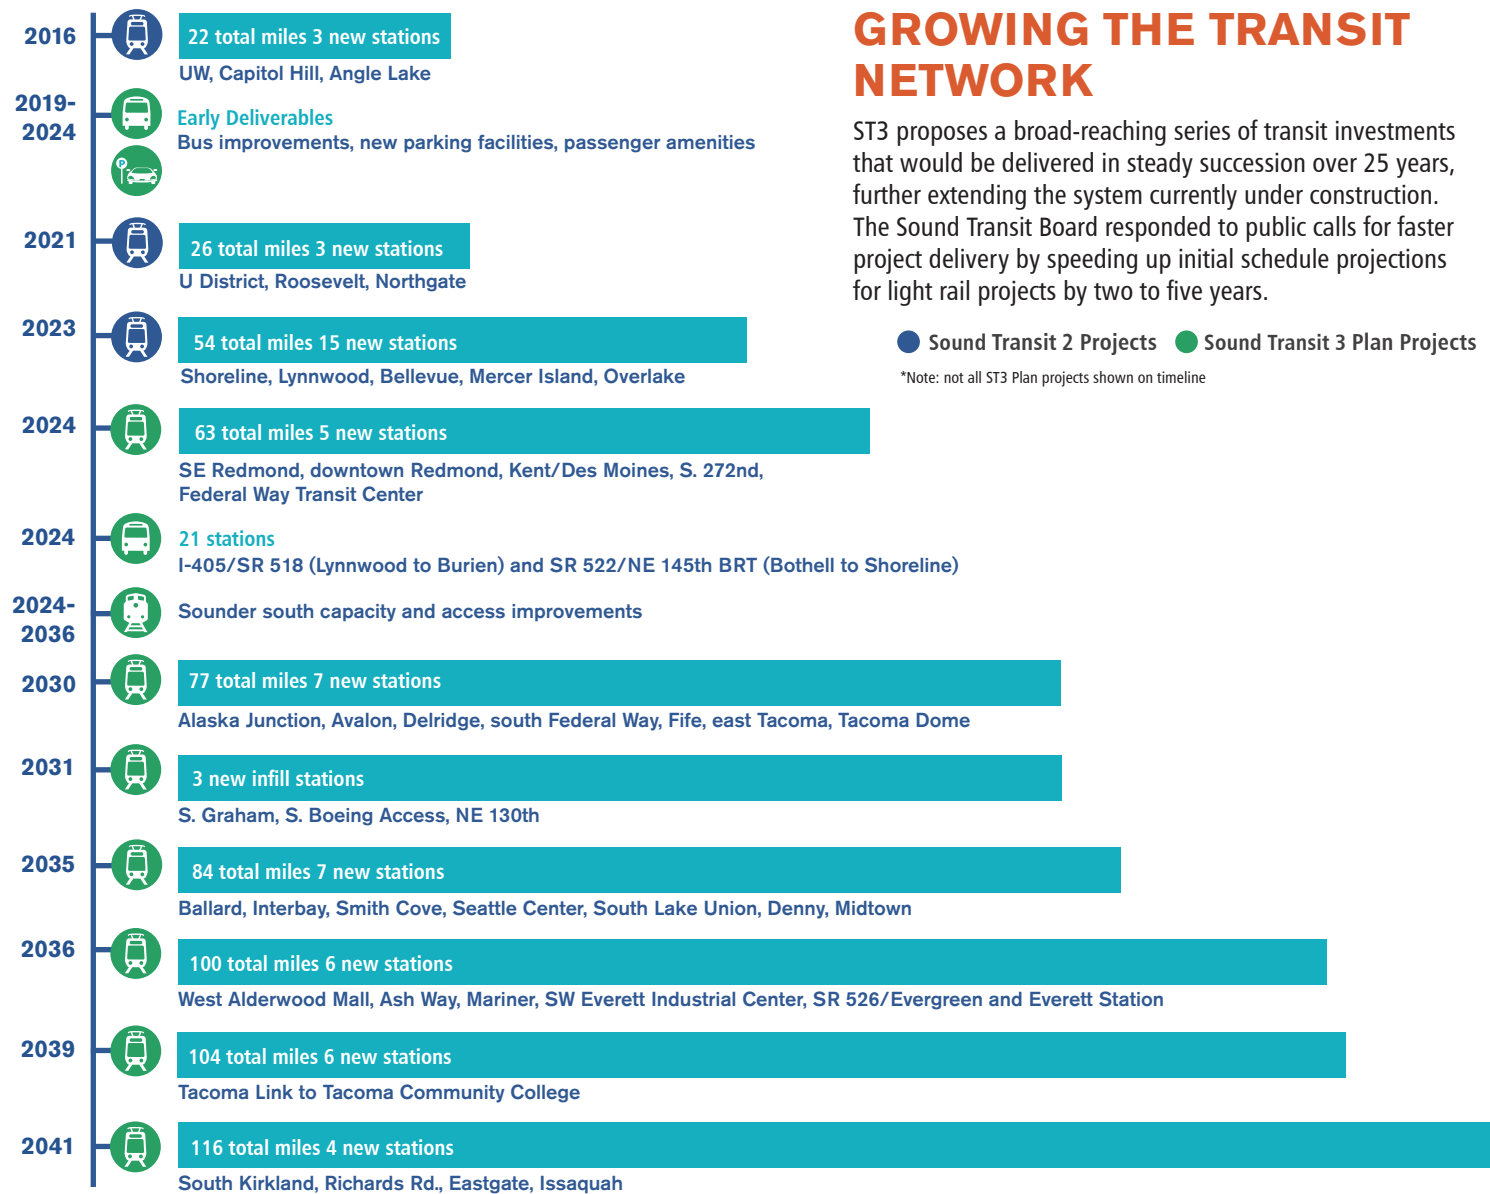 GROWING THE TRANSIT
NETWORK
ST3 proposes a broad-reaching series of transit investments
that would be delivered in steady succession over 25 years,
further extending the system currently under construction.
The Sound Transit Board responded to public calls for faster
project delivery by speeding up initial schedule projections
for light rail projects by two to five years.
Sound Transit 2 Projects
Sound Transit 3 Plan Projects
*Note: not all ST3 Plan projects shown on timeline
2016
22 total miles 3 new stations
UW, Capitol Hill, Angle Lake
2019-
2024
Early Deliverables
Bus improvements, new parking facilities, passenger amenities
P
2021
26 total miles 3 new stations
U District, Roosevelt, Northgate
2023
54 total miles 15 new stations
Shoreline, Lynnwood, Bellevue, Mercer Island, Overlake
2024
63 total miles 5 new stations
SE Redmond, downtown Redmond, Kent/Des Moines, S. 272nd,
Federal Way Transit Center
2024
21 stations
I-405/SR 518 (Lynnwood to Burien) and SR 522/NE 145th BRT (Bothell to Shoreline)
2024-
2036
Sounder south capacity and access improvements
2030
77 total miles 7 new stations
Alaska Junction, Avalon, Delridge, south Federal Way, Fife, east Tacoma, Tacoma Dome
2031
3 new infill stations
S. Graham, S. Boeing Access, NE 130th
2035
84 total miles 7 new stations
Ballard, Interbay, Smith Cove, Seattle Center, South Lake Union, Denny, Midtown
2036
100 total miles 6 new stations
West Alderwood Mall, Ash Way, Mariner, SW Everett Industrial Center, SR 526/Evergreen and Everett Station
2039
104 total miles 6 new stations
Tacoma Link to Tacoma Community College
2041
116 total miles 4 new stations
South Kirkland, Richards Rd., Eastgate, Issaquah